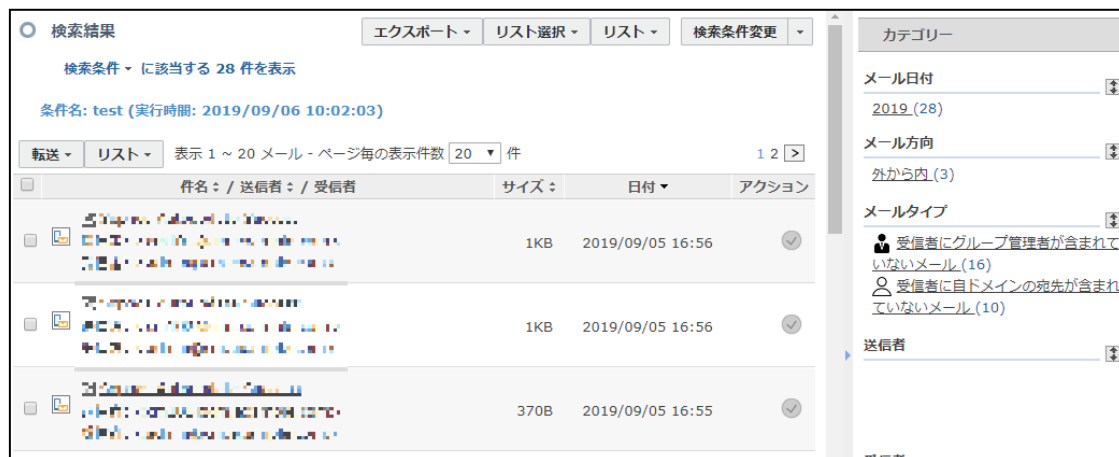 検索結果
エクスポート リスト選択 リスト 検索条件変更
検索条件 に該当する 28 件を表示
条件名: test (実行時間: 2019/09/06 10:02:03)
転送 リスト 表示 1 ~ 20 メール - ページ毎の表示件数 20 件 1 2 >
件名 / 送信者 / 受信者 サイズ 日付 アクション
1KB 2019/09/05 16:56
1KB 2019/09/05 16:56
370B 2019/09/05 16:55
カテゴリー
メール日付
2019 (28)
メール方向
外から内 (3)
メールタイプ
受信者にグループ管理者が含まれて
いないメール (16)
受信者に自ドメインの宛先が含まれ
ていないメール (10)
送信者